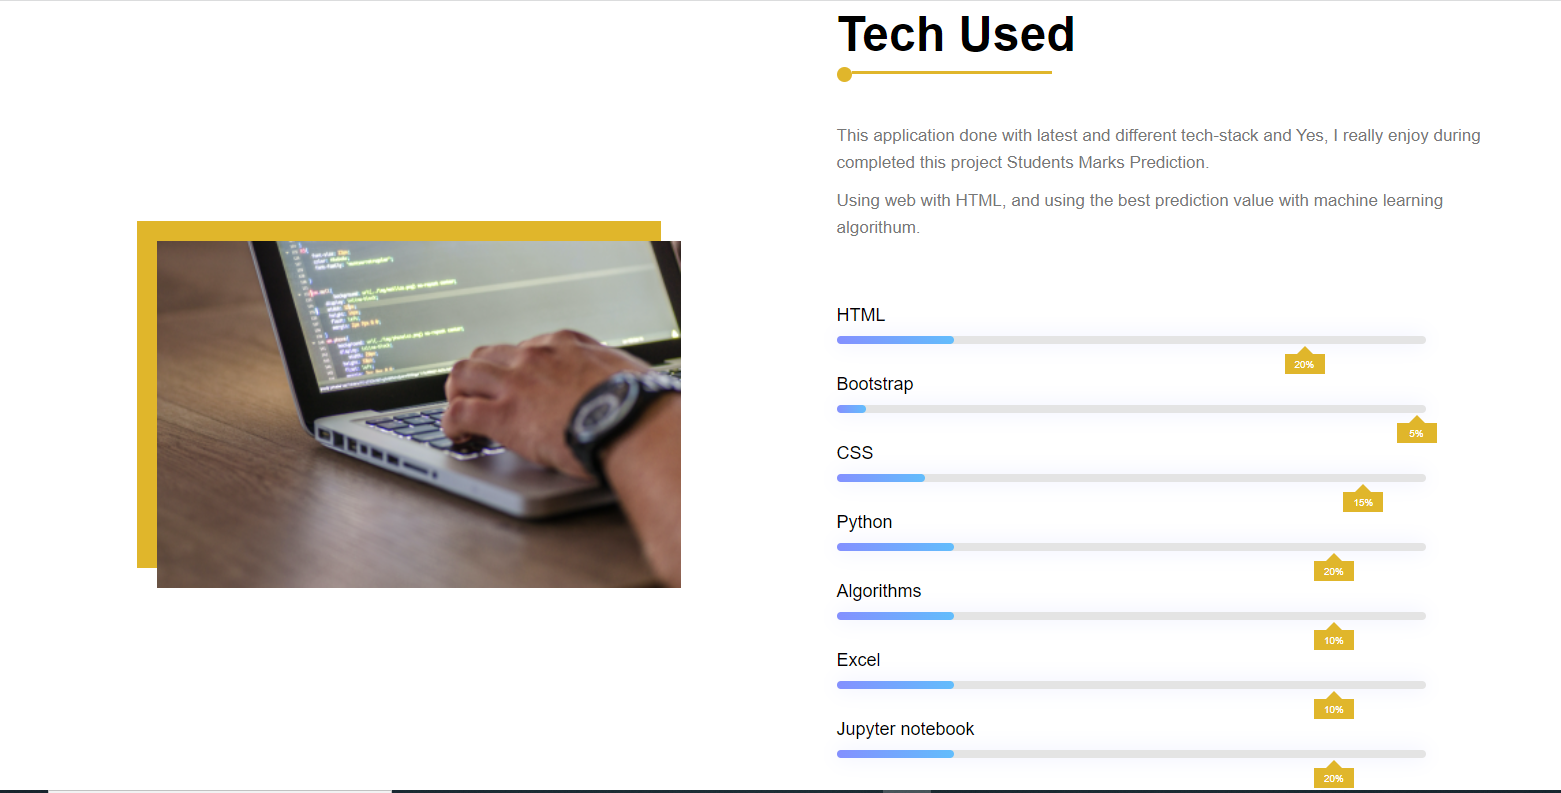 Tech Used
This application done with latest and different tech-stack and Yes, I really enjoy during
completed this project Students Marks Prediction.
Using web with HTML, and using the best prediction value with machine learning
algorithum.
HTML
20%
Bootstrap
5%
CSS
15%
Python
20%
Algorithms
10%
Excel
10%
Jupyter notebook
20%